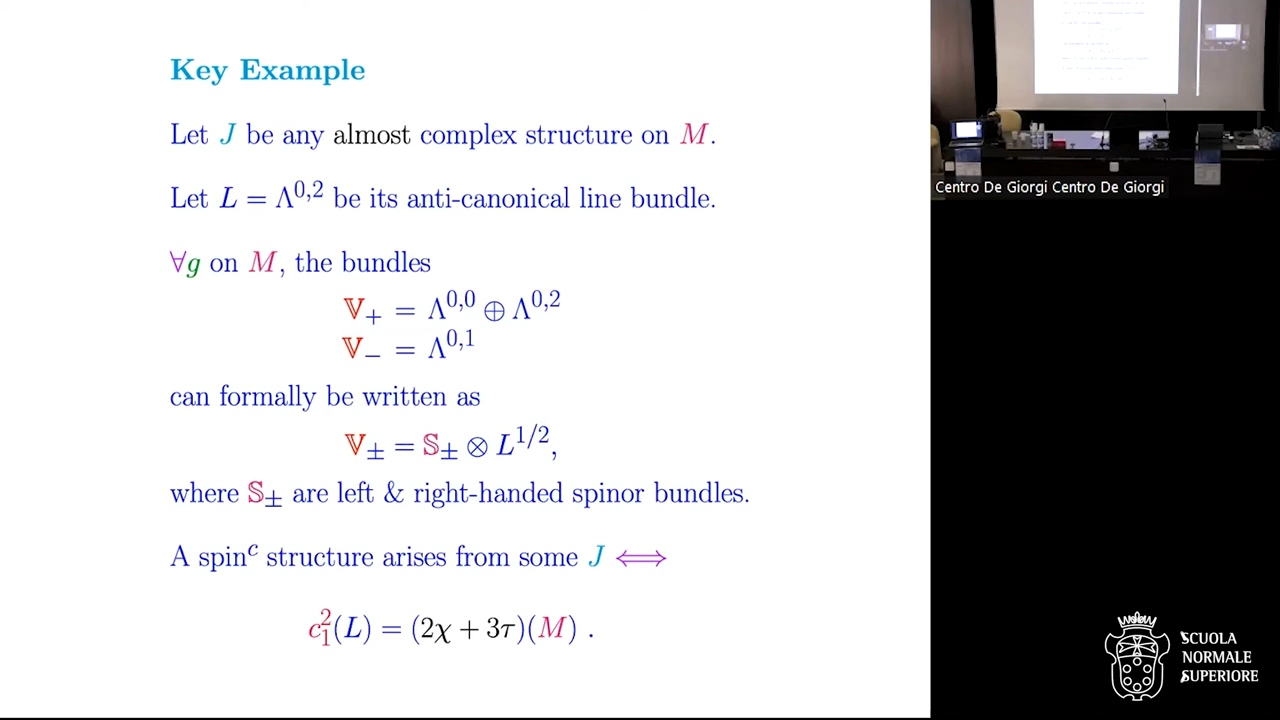 Key Example
Let J be any almost complex structure on M.
Let L = Λ^{0,2} be its anti-canonical line bundle.
∀g on M, the bundles
𝕍₊ = Λ^{0,0} ⊕ Λ^{0,2}
𝕍₋ = Λ^{0,1}
can formally be written as
𝕍± = 𝕊± ⊗ L^{1/2},
where 𝕊± are left & right-handed spinor bundles.
A spin^c structure arises from some J ⟺
c₁²(L) = (2χ + 3τ)(M) .
Centro De Giorgi Centro De Giorgi
SCUOLA
NORMALE
SUPERIORE